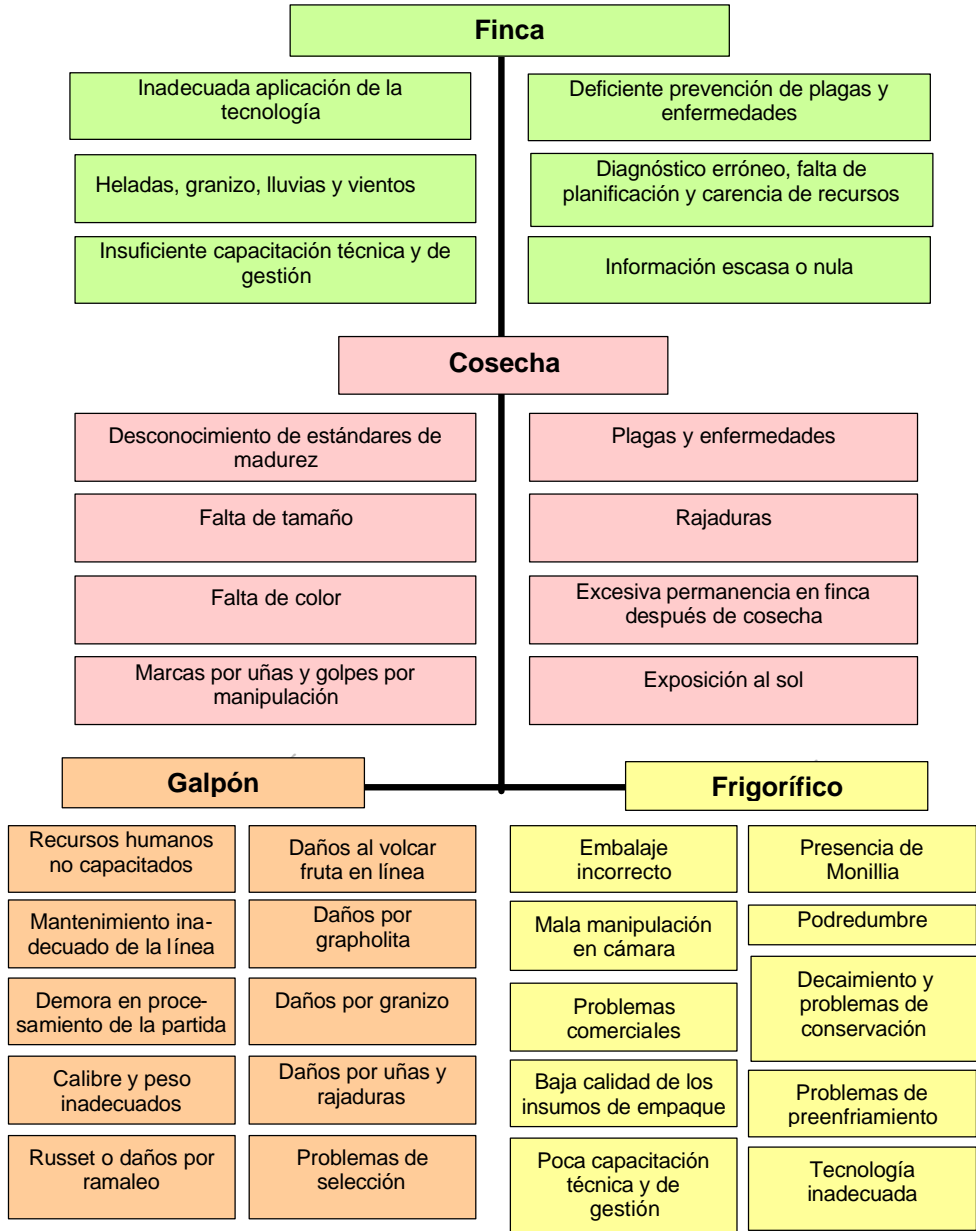 Finca
Inadecuada aplicación de la
tecnología
Deficiente prevención de plagas y
enfermedades
Heladas, granizo, lluvias y vientos
Diagnóstico erróneo, falta de
planificación y carencia de recursos
Insuficiente capacitación técnica y de
gestión
Información escasa o nula
Cosecha
Desconocimiento de estándares de
madurez
Plagas y enfermedades
Falta de tamaño
Rajaduras
Falta de color
Excesiva permanencia en finca
después de cosecha
Marcas por uñas y golpes por
manipulación
Exposición al sol
Galpón
Recursos humanos
no capacitados
Daños al volcar
fruta en línea
Mantenimiento ina-
decuado de la línea
Daños por
grapholita
Demora en proce-
samiento de la partida
Daños por granizo
Calibre y peso
inadecuados
Daños por uñas y
rajaduras
Russet o daños por
ramaleo
Problemas de
selección
Frigorífico
Embalaje
incorrecto
Presencia de
Monillia
Mala manipulación
en cámara
Podredumbre
Problemas
comerciales
Decaimiento y
problemas de
conservación
Baja calidad de los
insumos de empaque
Problemas de
preenfriamiento
Poca capacitación
técnica y de
gestión
Tecnología
inadecuada